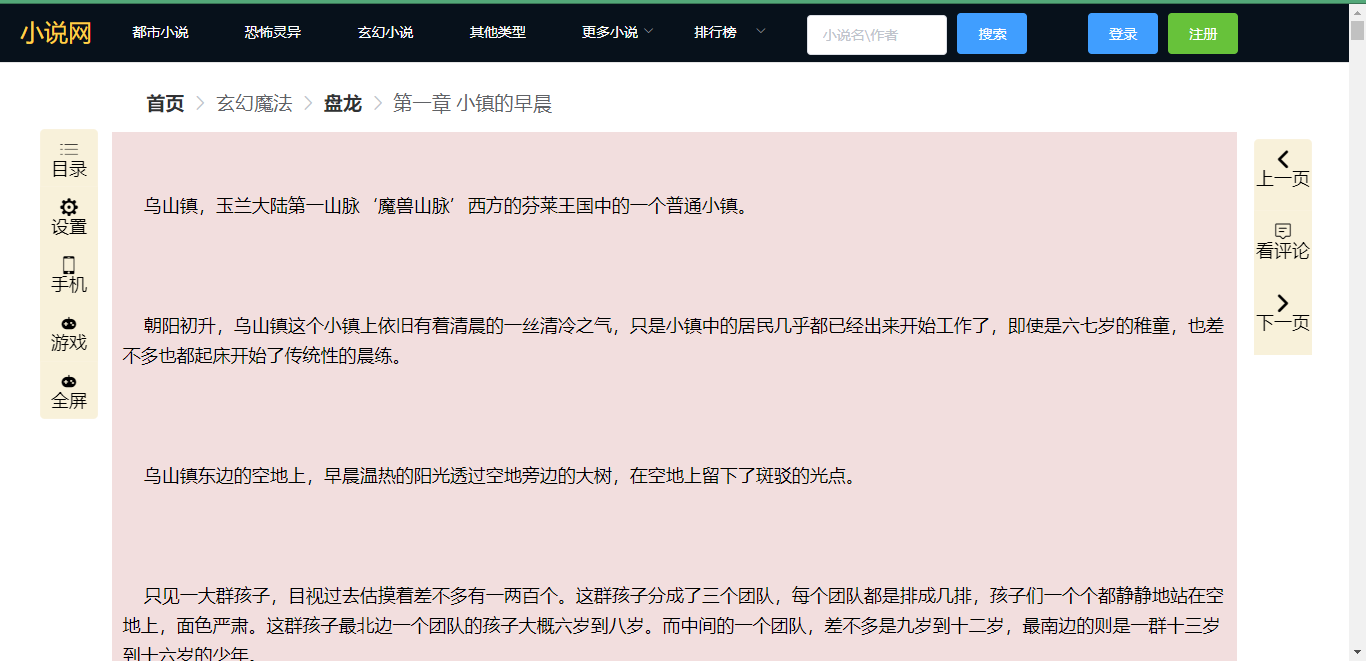 小说网 都市小说 恐怖灵异 玄幻小说 其他类型 更多小说 排行榜 小说名\作者 搜索 登录 注册
首页 玄幻魔法 盘龙 第一章 小镇的早晨
目录
设置
手机
游戏
全屏
乌山镇，玉兰大陆第一山脉‘魔兽山脉’西方的芬莱王国中的一个普通小镇。
朝阳初升，乌山镇这个小镇上依旧有着清晨的一丝清冷之气，只是小镇中的居民几乎都已经出来开始工作了，即使是六七岁的稚童，也差
不多也都起床开始了传统性的晨练。
乌山镇东边的空地上，早晨温热的阳光透过空地旁边的大树，在空地上留下了斑驳的光点。
只见一大群孩子，目视过去估摸着差不多有一两百个。这群孩子分成了三个团队，每个团队都是排成几排，孩子们一个个都静静地站在空
地上，面色严肃。这群孩子最北边一个团队的孩子大概六岁到八岁。而中间的一个团队，差不多是九岁到十二岁，最南边的则是一群十三岁
到十六岁的少年。
上一页
看评论
下一页